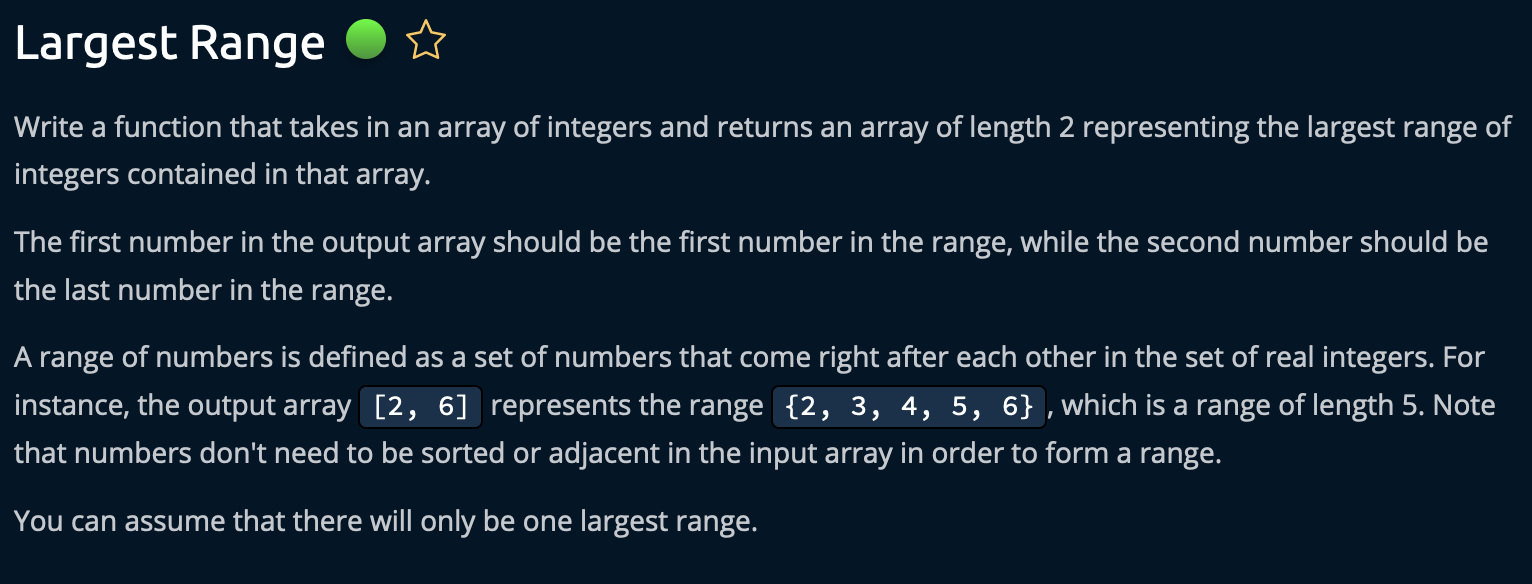 Largest Range
Write a function that takes in an array of integers and returns an array of length 2 representing the largest range of
integers contained in that array.
The first number in the output array should be the first number in the range, while the second number should be
the last number in the range.
A range of numbers is defined as a set of numbers that come right after each other in the set of real integers. For
instance, the output array [2, 6] represents the range {2, 3, 4, 5, 6}, which is a range of length 5. Note
that numbers don't need to be sorted or adjacent in the input array in order to form a range.
You can assume that there will only be one largest range.